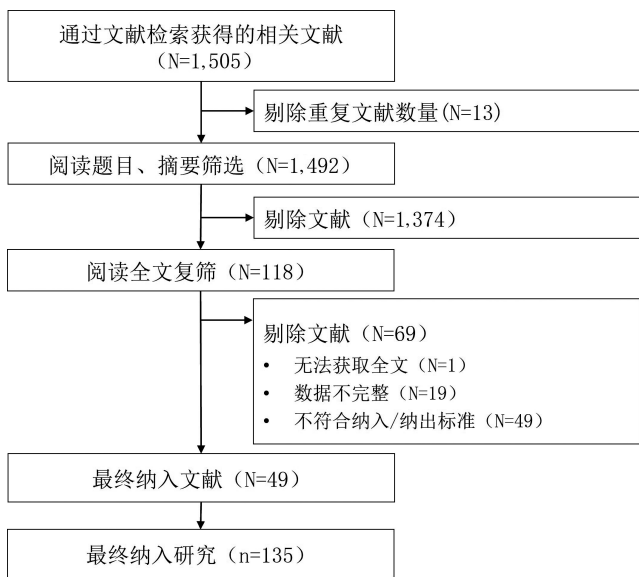 通过文献检索获得的相关文献
（N=1,505）
剔除重复文献数量(N=13)
阅读题目、摘要筛选（N=1,492）
剔除文献（N=1,374）
阅读全文复筛（N=118）
剔除文献（N=69）
• 无法获取全文（N=1）
• 数据不完整（N=19）
• 不符合纳入/纳出标准（N=49）
最终纳入文献（N=49）
最终纳入研究（n=135）